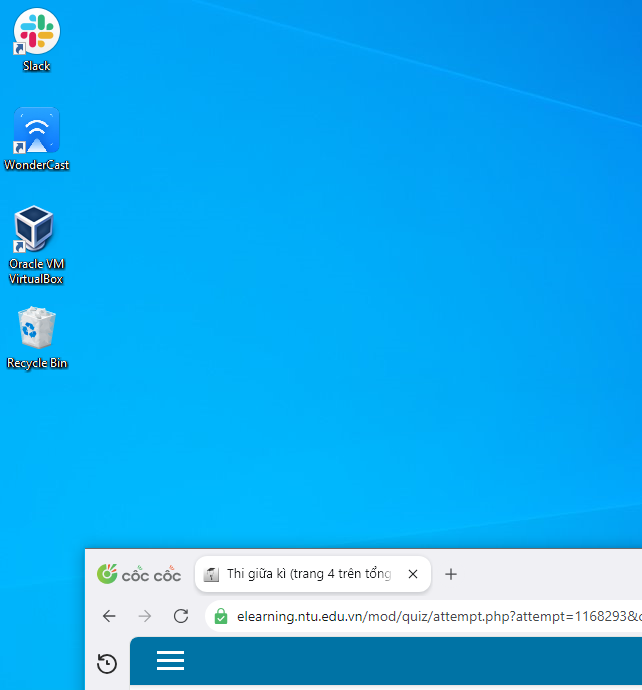 Slack
WonderCast
Oracle VM
VirtualBox
Recycle Bin
cốc cốc
Thi giữa kì (trang 4 trên tổng
elearning.ntu.edu.vn/mod/quiz/attempt.php?attempt=1168293&